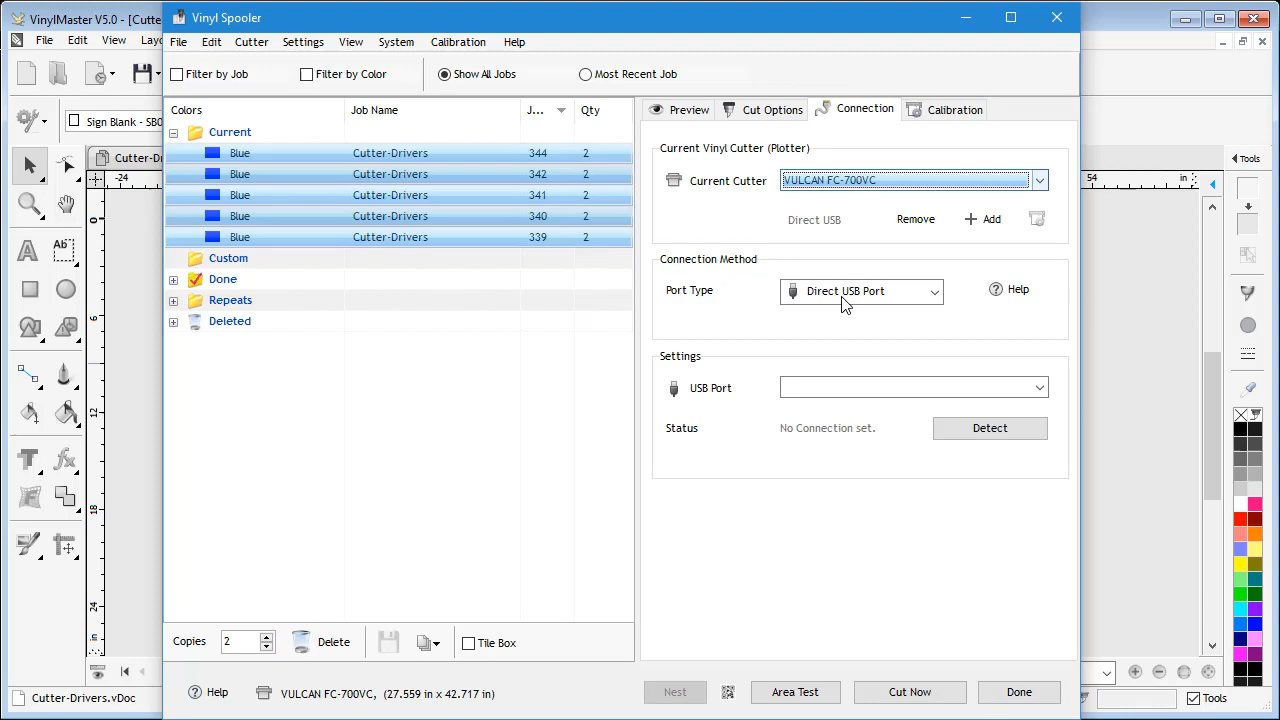 VinylMaster V5.0 - [Cutte
Vinyl Spooler
File Edit View Layo
File Edit Cutter Settings View System Calibration Help
Filter by Job Filter by Color Show All Jobs Most Recent Job
Colors Job Name J... Qty
Preview Cut Options Connection Calibration
Sign Blank - SB0
Current
Blue Cutter-Drivers 344 2
Blue Cutter-Drivers 342 2
Blue Cutter-Drivers 341 2
Blue Cutter-Drivers 340 2
Blue Cutter-Drivers 339 2
Custom
Done
Repeats
Deleted
Current Vinyl Cutter (Plotter)
Current Cutter VULCAN FC-700VC
Direct USB Remove Add
Connection Method
Port Type Direct USB Port Help
Settings
USB Port
Status No Connection set. Detect
Cutter-Dr
-24
54 in
Tools
0
6
12
18
24
in
Ab
Copies 2 Delete Tile Box
Help VULCAN FC-700VC, (27.559 in x 42.717 in) Nest Area Test Cut Now Done
Cutter-Drivers.vDoc
Tools